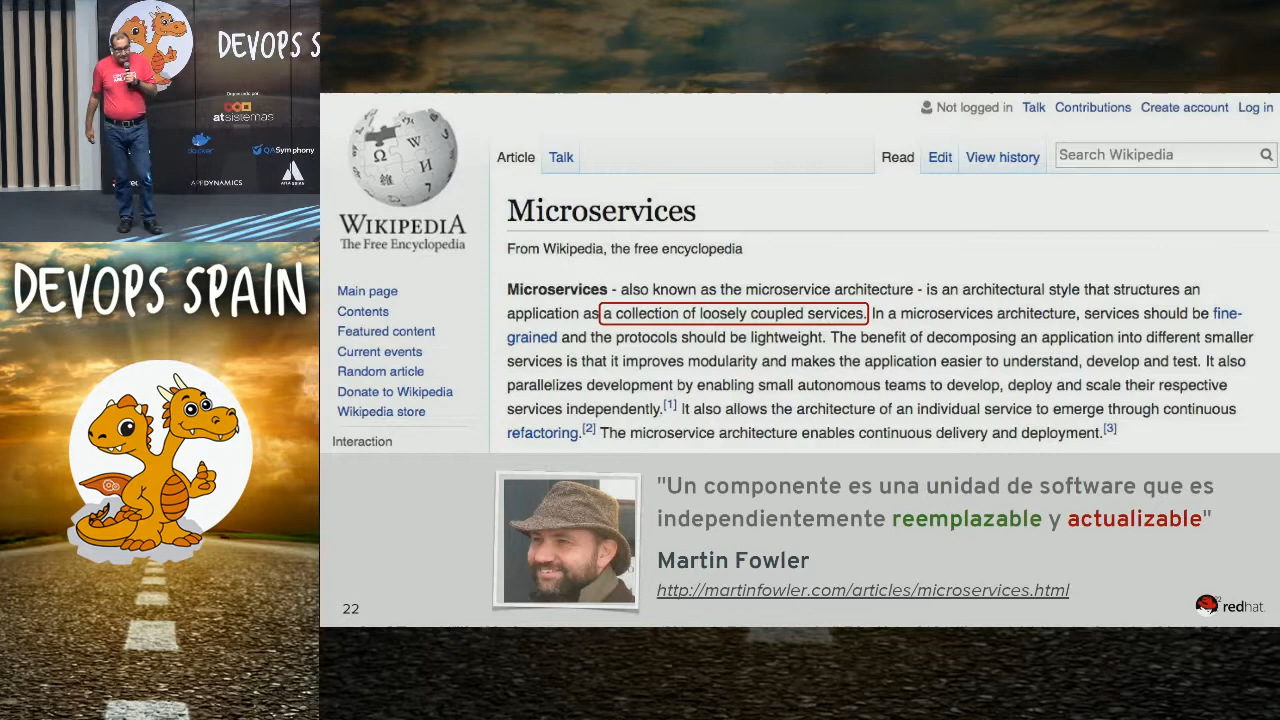 DEVOPS S
Organizado por:
atsistemas
docker
QASymphony
APPDYNAMICS
DEVOPS SPAIN
Not logged in Talk Contributions Create account Log in
Article Talk Read Edit View history Search Wikipedia
WIKIPEDIA
The Free Encyclopedia
Main page
Contents
Featured content
Current events
Random article
Donate to Wikipedia
Wikipedia store
Interaction
Microservices
From Wikipedia, the free encyclopedia
Microservices - also known as the microservice architecture - is an architectural style that structures an
application as a collection of loosely coupled services. In a microservices architecture, services should be fine-
grained and the protocols should be lightweight. The benefit of decomposing an application into different smaller
services is that it improves modularity and makes the application easier to understand, develop and test. It also
parallelizes development by enabling small autonomous teams to develop, deploy and scale their respective
services independently.[1] It also allows the architecture of an individual service to emerge through continuous
refactoring.[2] The microservice architecture enables continuous delivery and deployment.[3]
"Un componente es una unidad de software que es
independientemente reemplazable y actualizable"
Martin Fowler
http://martinfowler.com/articles/microservices.html
22
redhat.